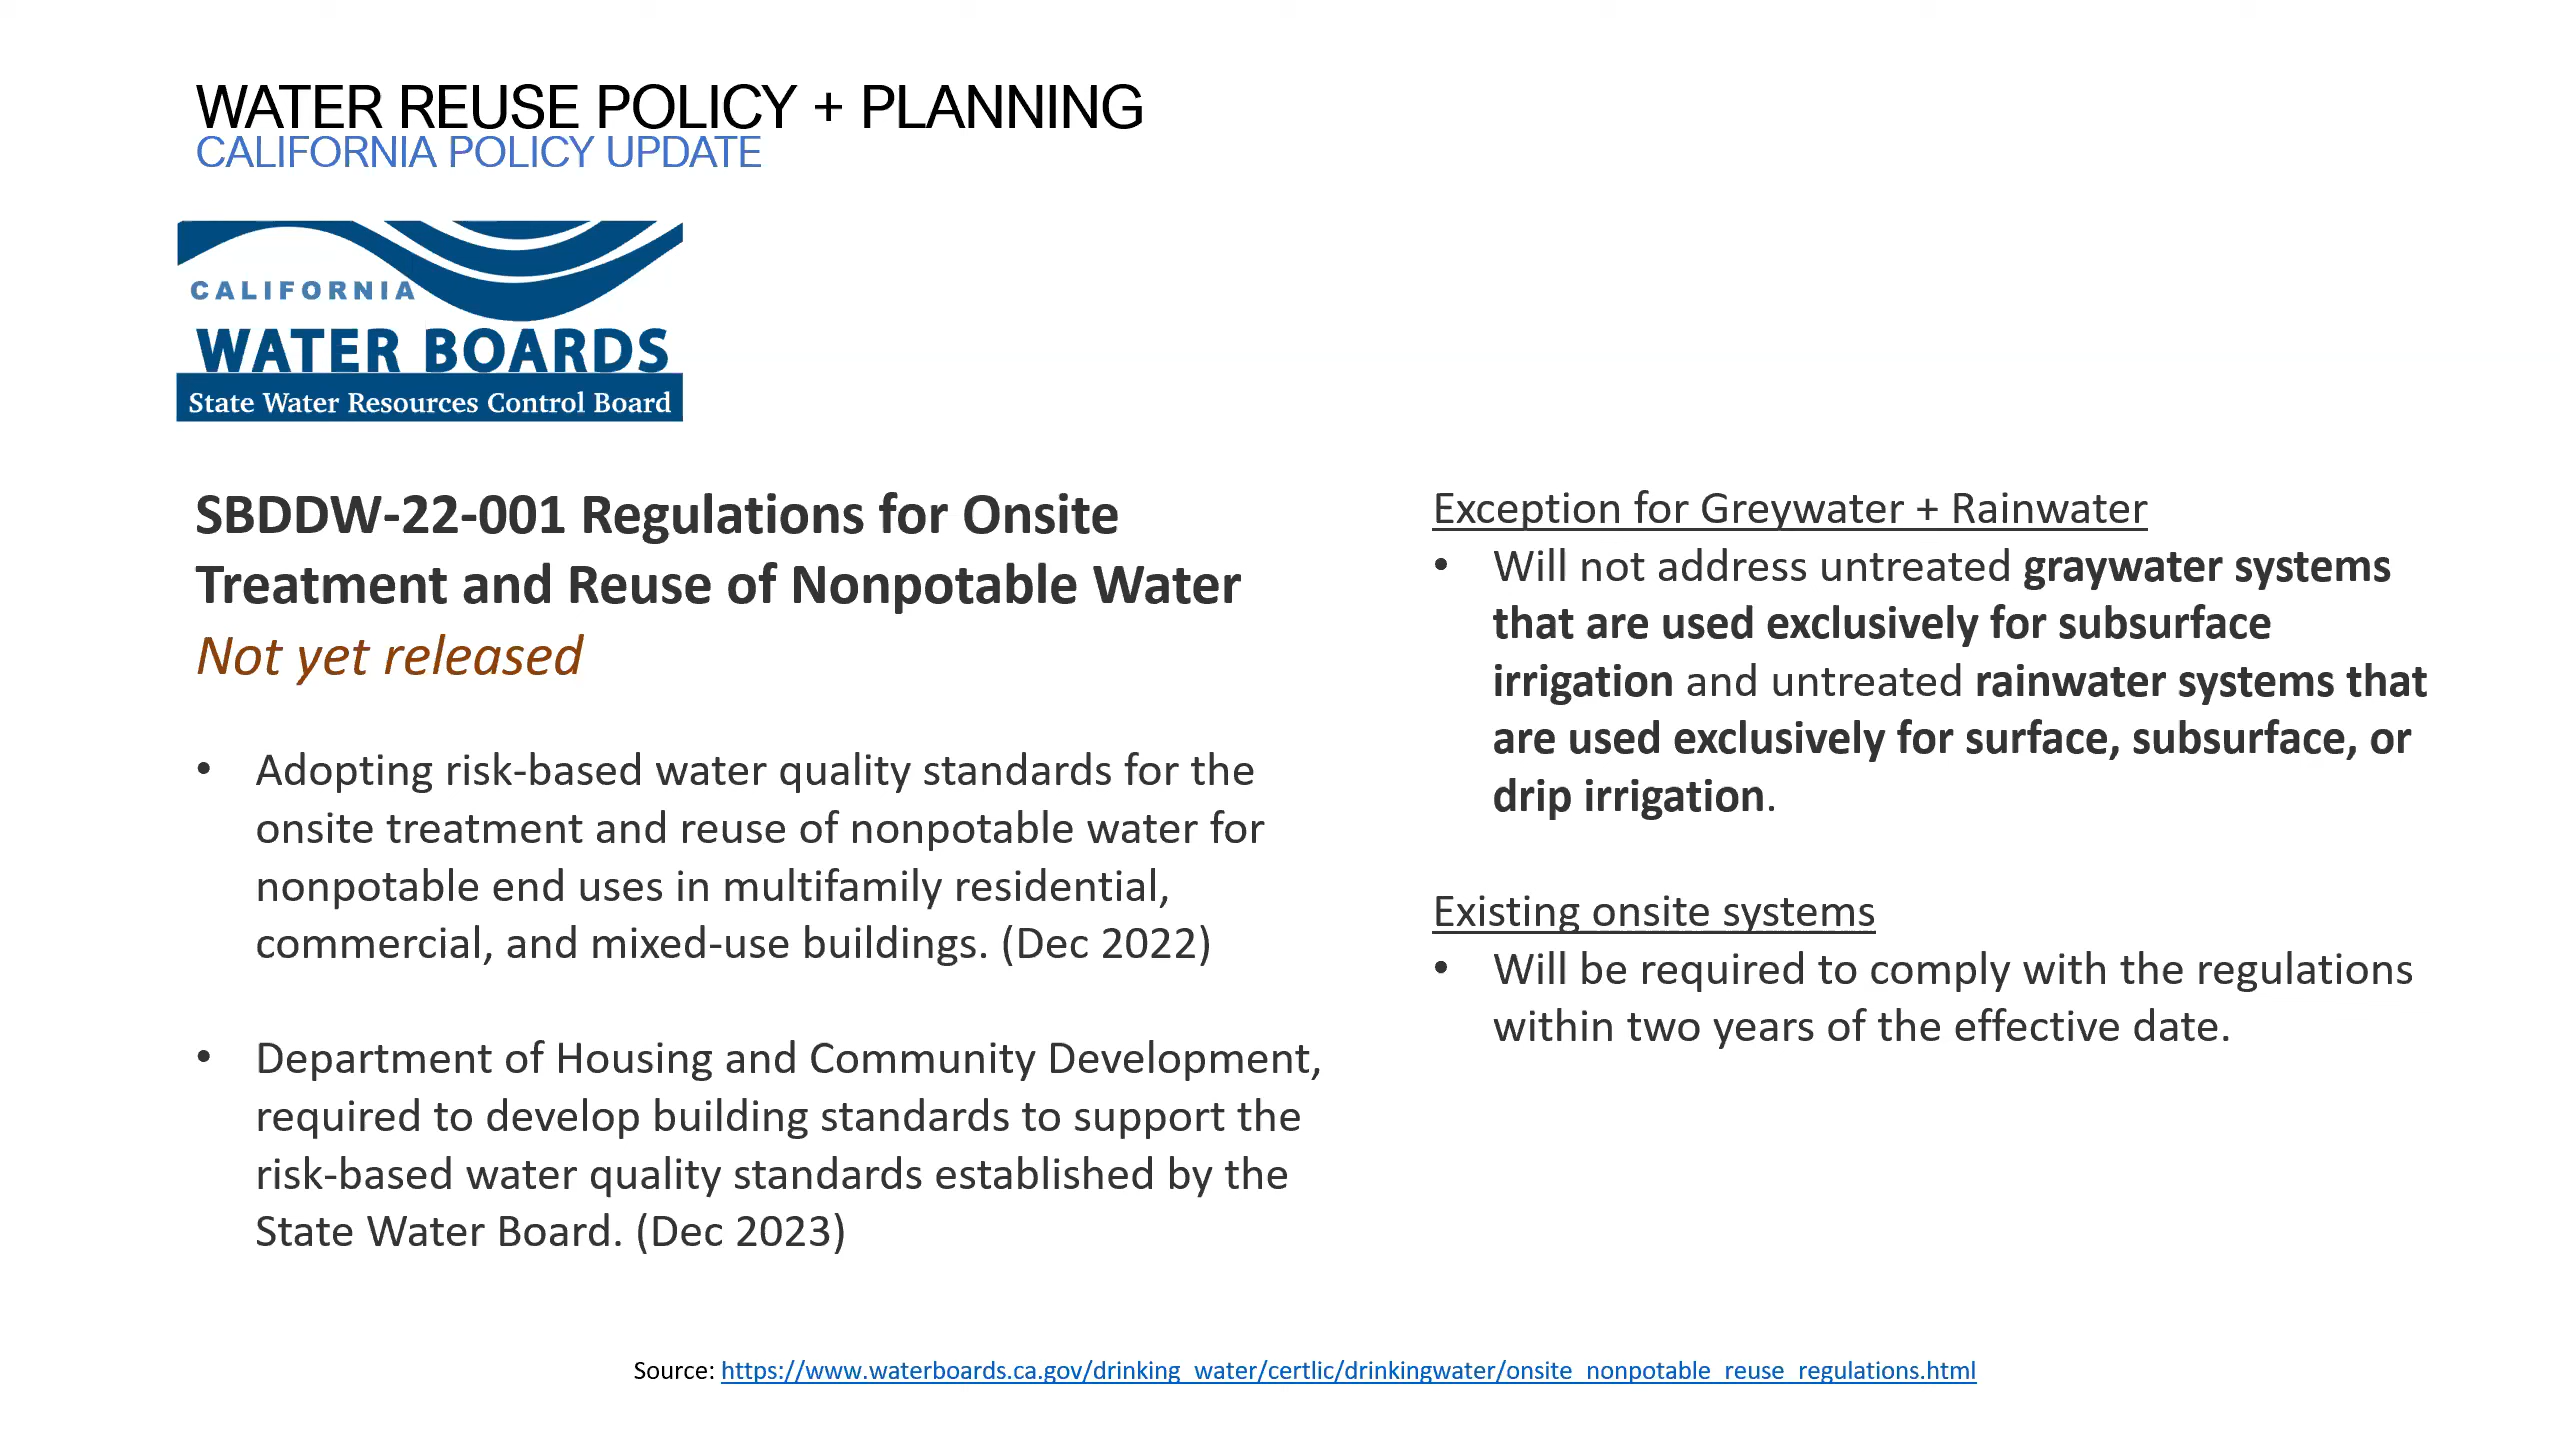 WATER REUSE POLICY + PLANNING
CALIFORNIA POLICY UPDATE
CALIFORNIA
WATER BOARDS
State Water Resources Control Board
SBDDW-22-001 Regulations for Onsite
Treatment and Reuse of Nonpotable Water
Not yet released
• Adopting risk-based water quality standards for the
onsite treatment and reuse of nonpotable water for
nonpotable end uses in multifamily residential,
commercial, and mixed-use buildings. (Dec 2022)
• Department of Housing and Community Development,
required to develop building standards to support the
risk-based water quality standards established by the
State Water Board. (Dec 2023)
Exception for Greywater + Rainwater
• Will not address untreated graywater systems
that are used exclusively for subsurface
irrigation and untreated rainwater systems that
are used exclusively for surface, subsurface, or
drip irrigation.
Existing onsite systems
• Will be required to comply with the regulations
within two years of the effective date.
Source: https://www.waterboards.ca.gov/drinking_water/certlic/drinkingwater/onsite_nonpotable_reuse_regulations.html